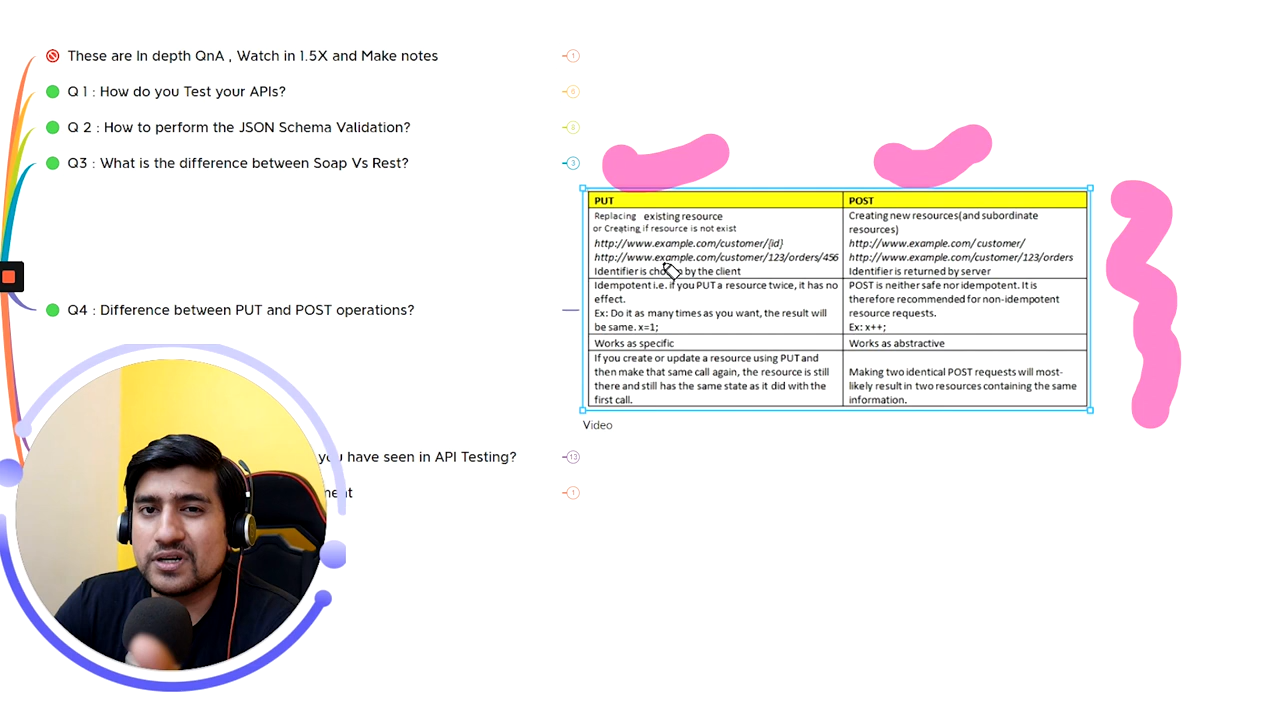 These are In depth QnA , Watch in 1.5X and Make notes
1
Q 1 : How do you Test your APIs?
Q 2 : How to perform the JSON Schema Validation?
Q3 : What is the difference between Soap Vs Rest?
3
Q4 : Difference between PUT and POST operations?
PUT
Replacing existing resource
or Creating if resource is not exist
http://www.example.com/customer/{id}
http://www.example.com/customer/123/orders/456
Identifier is by the client
Idempotent i.e. if you PUT a resource twice, it has no
effect.
Ex: Do it as many times as you want, the result will
be same. x=1;
Works as specific
If you create or update a resource using PUT and
then make that same call again, the resource is still
there and still has the same state as it did with the
first call.
POST
Creating new resources(and subordinate
resources)
http://www.example.com/ customer/
http://www.example.com/customer/123/orders
Identifier is returned by server
POST is neither safe nor idempotent. It is
therefore recommended for non-idempotent
resource requests.
Ex: x++;
Works as abstractive
Making two identical POST requests will most-
likely result in two resources containing the same
information.
Video
you have seen in API Testing?
13
1